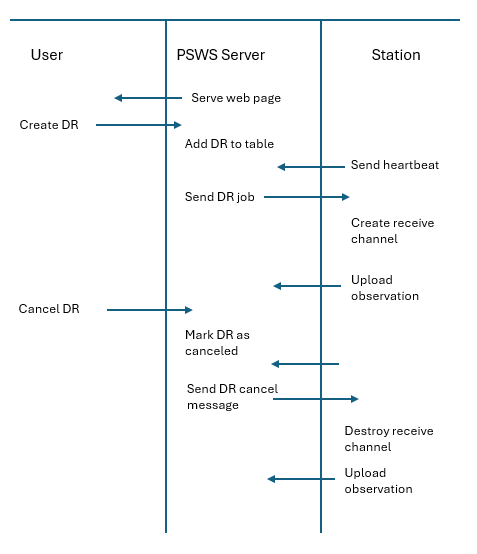 User PSWS Server Station
Serve web page
Create DR
Add DR to table
Send heartbeat
Send DR job
Create receive
channel
Upload
observation
Cancel DR
Mark DR as
canceled
Send DR cancel
message
Destroy receive
channel
Upload
observation